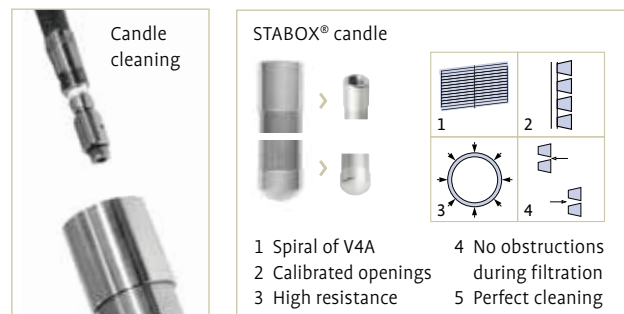 Candle
cleaning
STABOX® candle
1
2
3
4
1 Spiral of V4A
2 Calibrated openings
3 High resistance
4 No obstructions
during filtration
5 Perfect cleaning